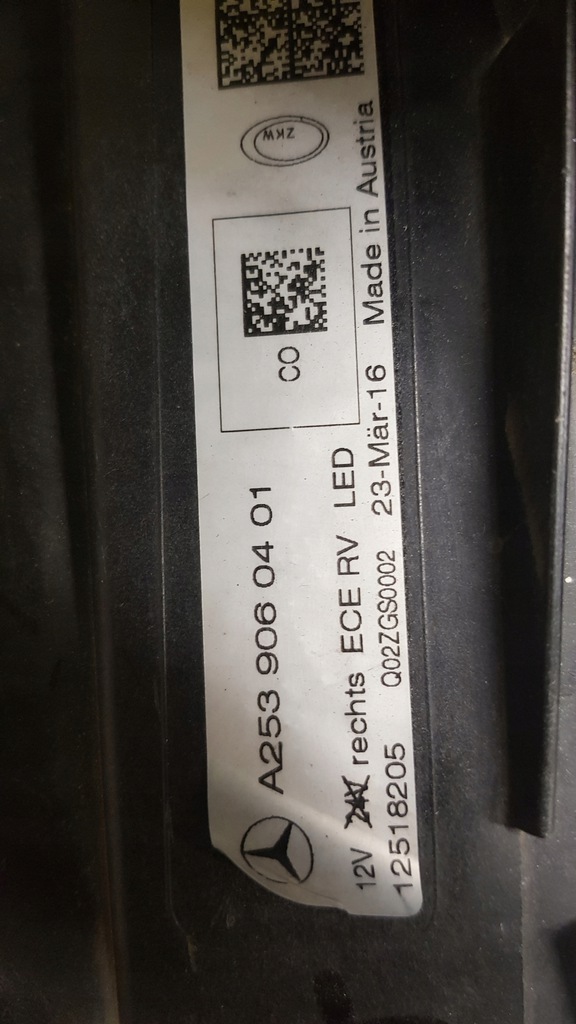 A253 906 04 01
12V 24V rechts ECE RV LED
12518205 Q02ZGS0002 23-Mär-16 Made in Austria
CO
ZKW